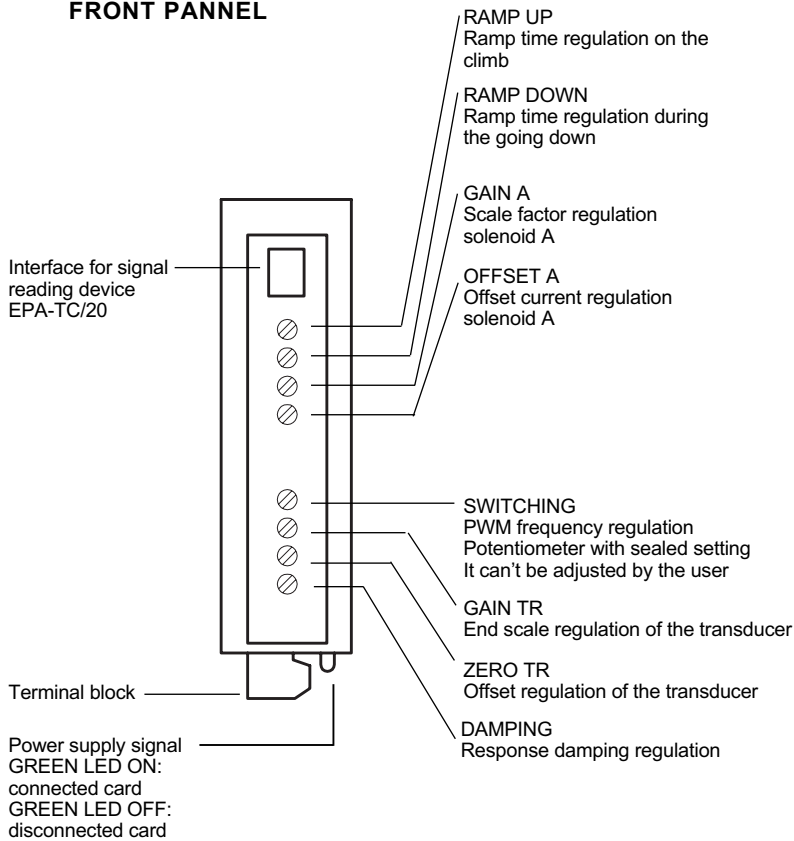 FRONT PANNEL
RAMP UP
Ramp time regulation on the
climb
RAMP DOWN
Ramp time regulation during
the going down
GAIN A
Scale factor regulation
solenoid A
OFFSET A
Offset current regulation
solenoid A
Interface for signal
reading device
EPA-TC/20
SWITCHING
PWM frequency regulation
Potentiometer with sealed setting
It can't be adjusted by the user
GAIN TR
End scale regulation of the transducer
ZERO TR
Offset regulation of the transducer
DAMPING
Response damping regulation
Terminal block
Power supply signal
GREEN LED ON:
connected card
GREEN LED OFF:
disconnected card